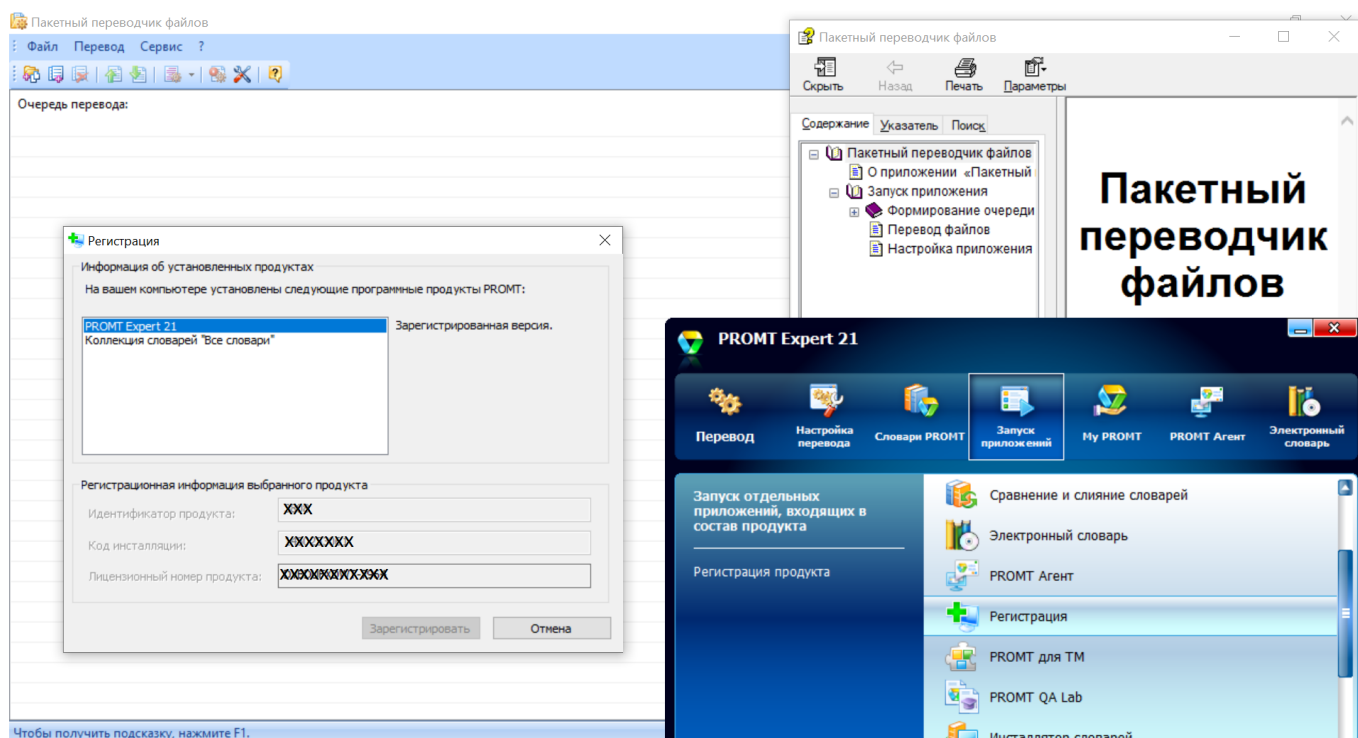 Пакетный переводчик файлов
Файл Перевод Сервис ?
Очередь перевода:
Регистрация
Информация об установленных продуктах
На вашем компьютере установлены следующие программные продукты PROMT:
PROMT Expert 21
Коллекция словарей "Все словари"
Зарегистрированная версия.
Регистрационная информация выбранного продукта
Идентификатор продукта: XXX
Код инсталляции: XXXXXXX
Лицензионный номер продукта:
Зарегистрировать Отмена
Чтобы получить подсказку, нажмите F1.
Пакетный переводчик файлов
Скрыть Назад Печать Параметры
Содержание Указатель Поиск
Пакетный переводчик файлов
О приложении «Пакетный
Запуск приложения
Формирование очереди
Перевод файлов
Настройка приложения
Пакетный
переводчик
файлов
PROMT Expert 21
Перевод
Настройка
перевода
Словари PROMT
Запуск
приложений
My PROMT
PROMT Агент
Электронный
словарь
Запуск отдельных
приложений, входящих в
состав продукта
Регистрация продукта
Сравнение и слияние словарей
Электронный словарь
PROMT Агент
Регистрация
PROMT для TM
PROMT QA Lab
Инсталлятор словарей